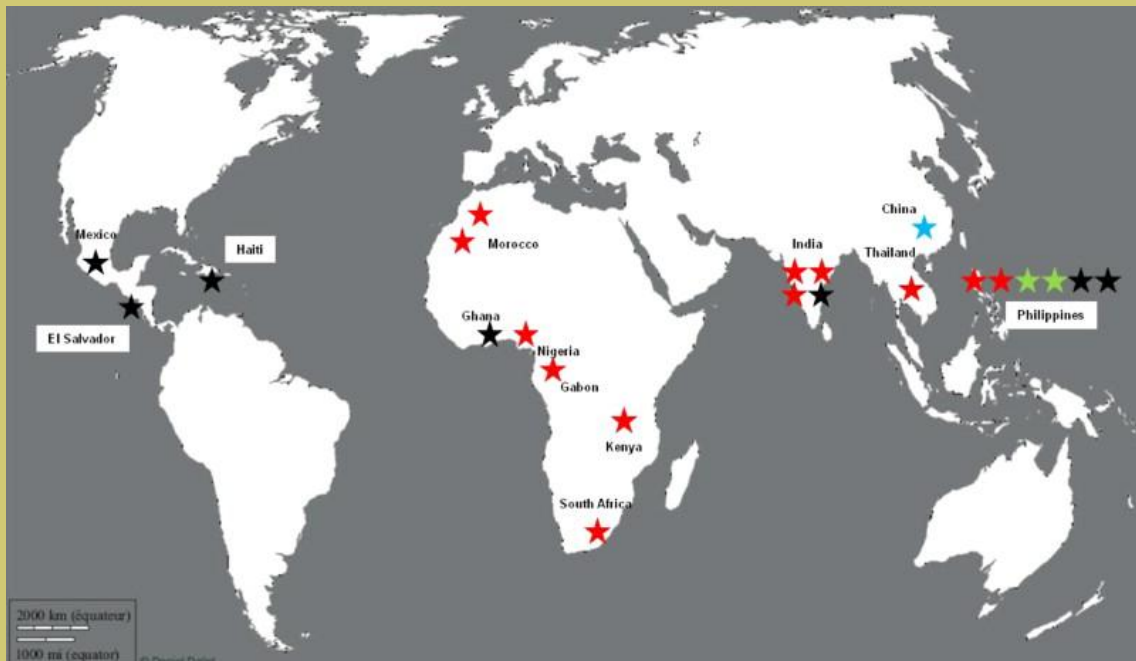 China
Mexico
Haiti
Morocco
India
Thailand
El Salvador
Ghana
Nigeria
Gabon
Philippines
Kenya
South Africa
2000 km (équateur)
1000 mi (equator)